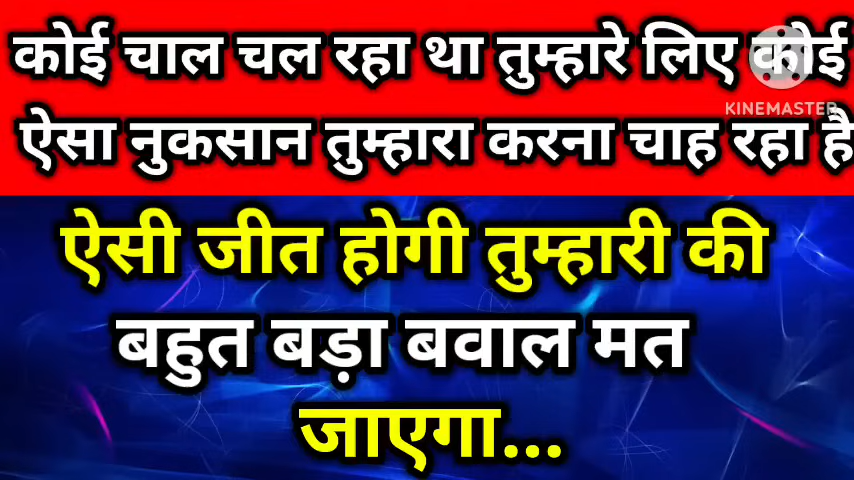 कोई चाल चल रहा था तुम्हारे लिए कोई
KINEMASTER
ऐसा नुकसान तुम्हारा करना चाह रहा है
ऐसी जीत होगी तुम्हारी की
बहुत बड़ा बवाल मत
जाएगा...